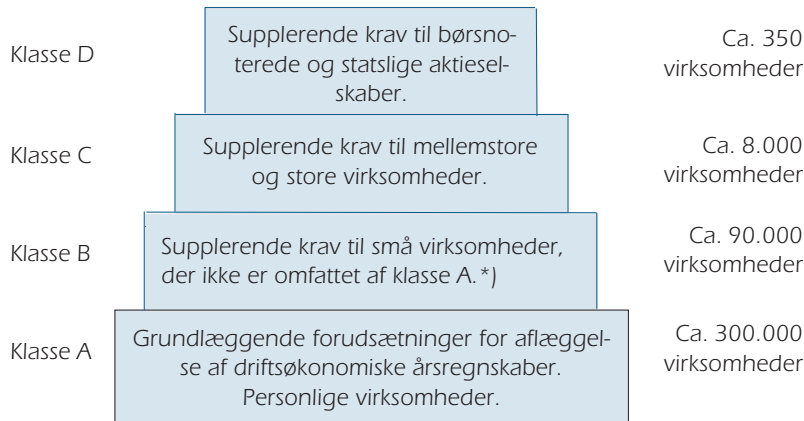 Klasse D
Supplerende krav til børsno-
terede og statslige aktiesel-
skaber.
Ca. 350
virksomheder
Klasse C
Supplerende krav til mellemstore
og store virksomheder.
Ca. 8.000
virksomheder
Klasse B
Supplerende krav til små virksomheder,
der ikke er omfattet af klasse A.*)
Ca. 90.000
virksomheder
Klasse A
Grundlæggende forudsætninger for aflæggel-
se af driftsøkonomiske årsregnskaber.
Personlige virksomheder.
Ca. 300.000
virksomheder